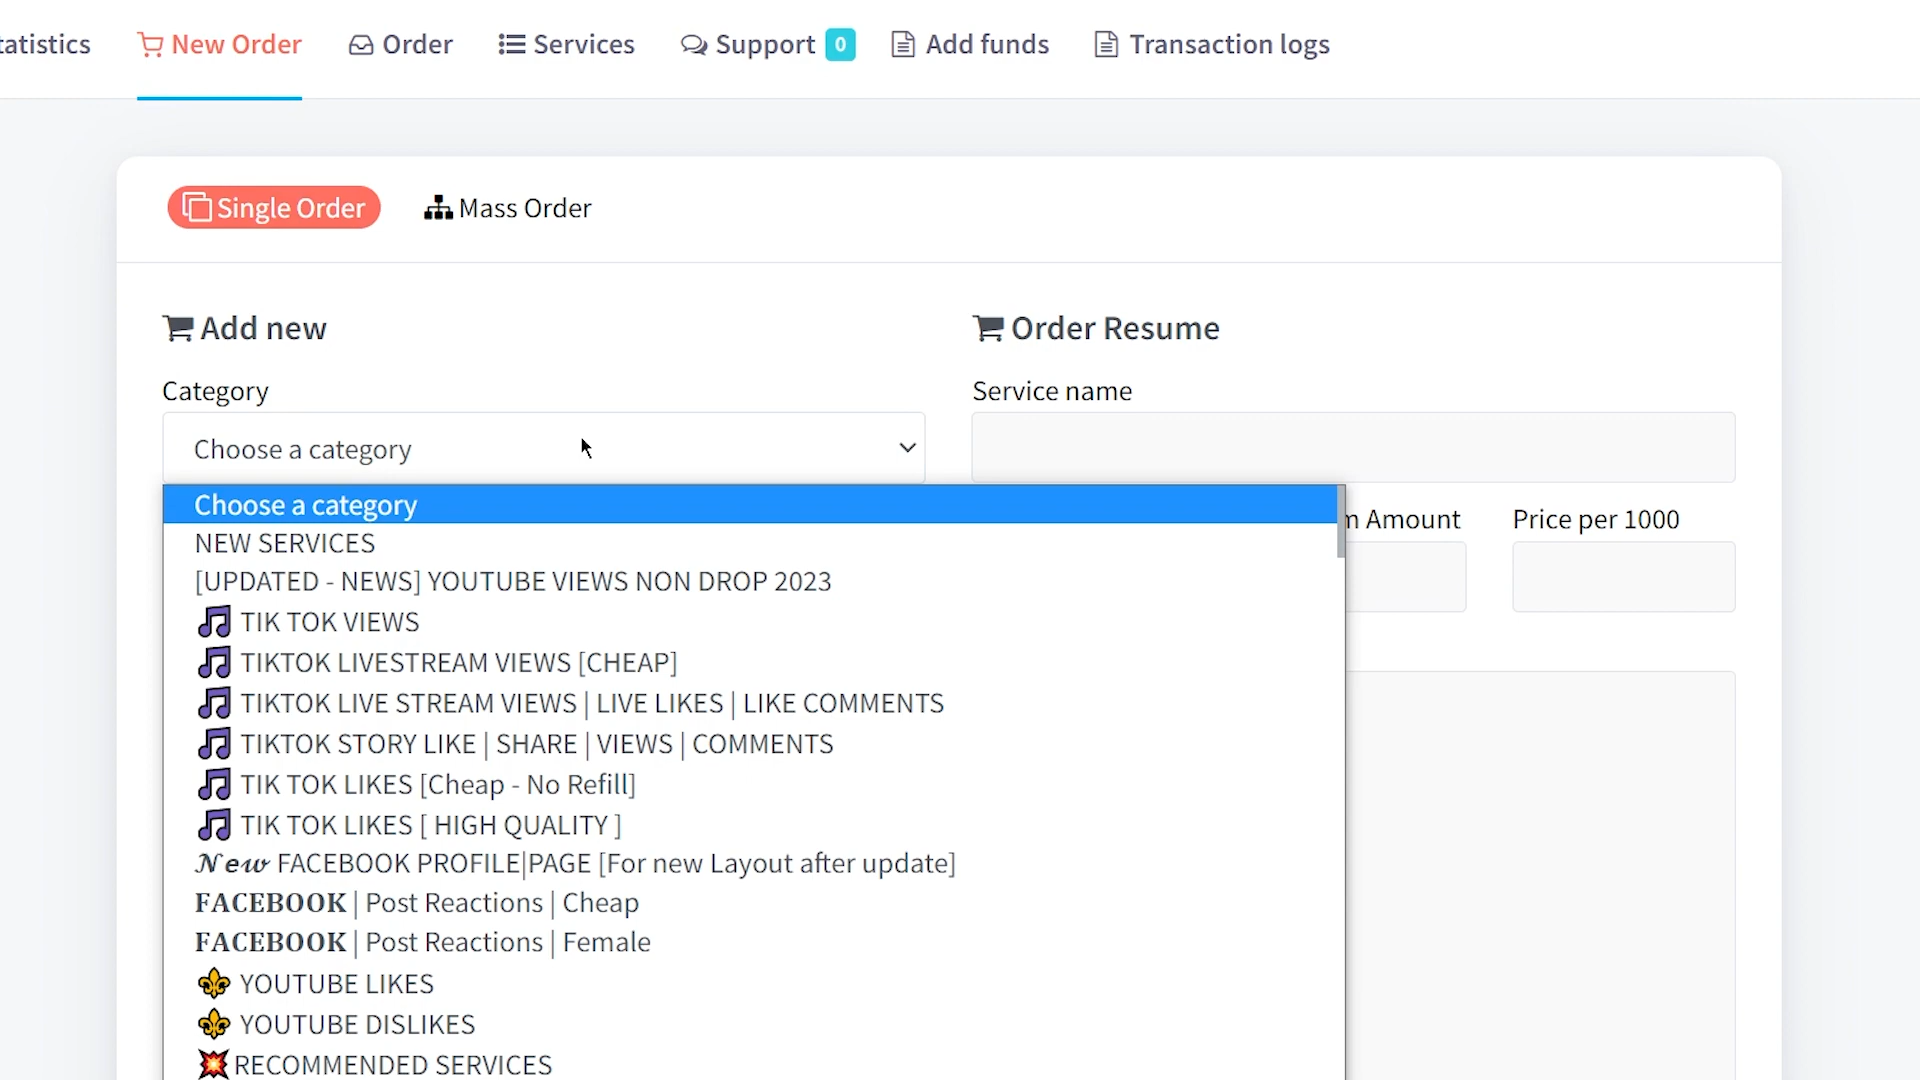 tatistics New Order Order Services Support 0 Add funds Transaction logs
Single Order Mass Order
Add new
Order Resume
Category
Service name
Choose a category
Choose a category
NEW SERVICES
[UPDATED - NEWS] YOUTUBE VIEWS NON DROP 2023
TIK TOK VIEWS
TIKTOK LIVESTREAM VIEWS [CHEAP]
TIKTOK LIVE STREAM VIEWS | LIVE LIKES | LIKE COMMENTS
TIKTOK STORY LIKE | SHARE | VIEWS | COMMENTS
TIK TOK LIKES [Cheap - No Refill]
TIK TOK LIKES [ HIGH QUALITY ]
𝓝𝓮𝔀 FACEBOOK PROFILE|PAGE [For new Layout after update]
𝐅𝐀𝐂𝐄𝐁𝐎𝐎𝐊 | Post Reactions | Cheap
𝐅𝐀𝐂𝐄𝐁𝐎𝐎𝐊 | Post Reactions | Female
YOUTUBE LIKES
YOUTUBE DISLIKES
RECOMMENDED SERVICES
m Amount
Price per 1000